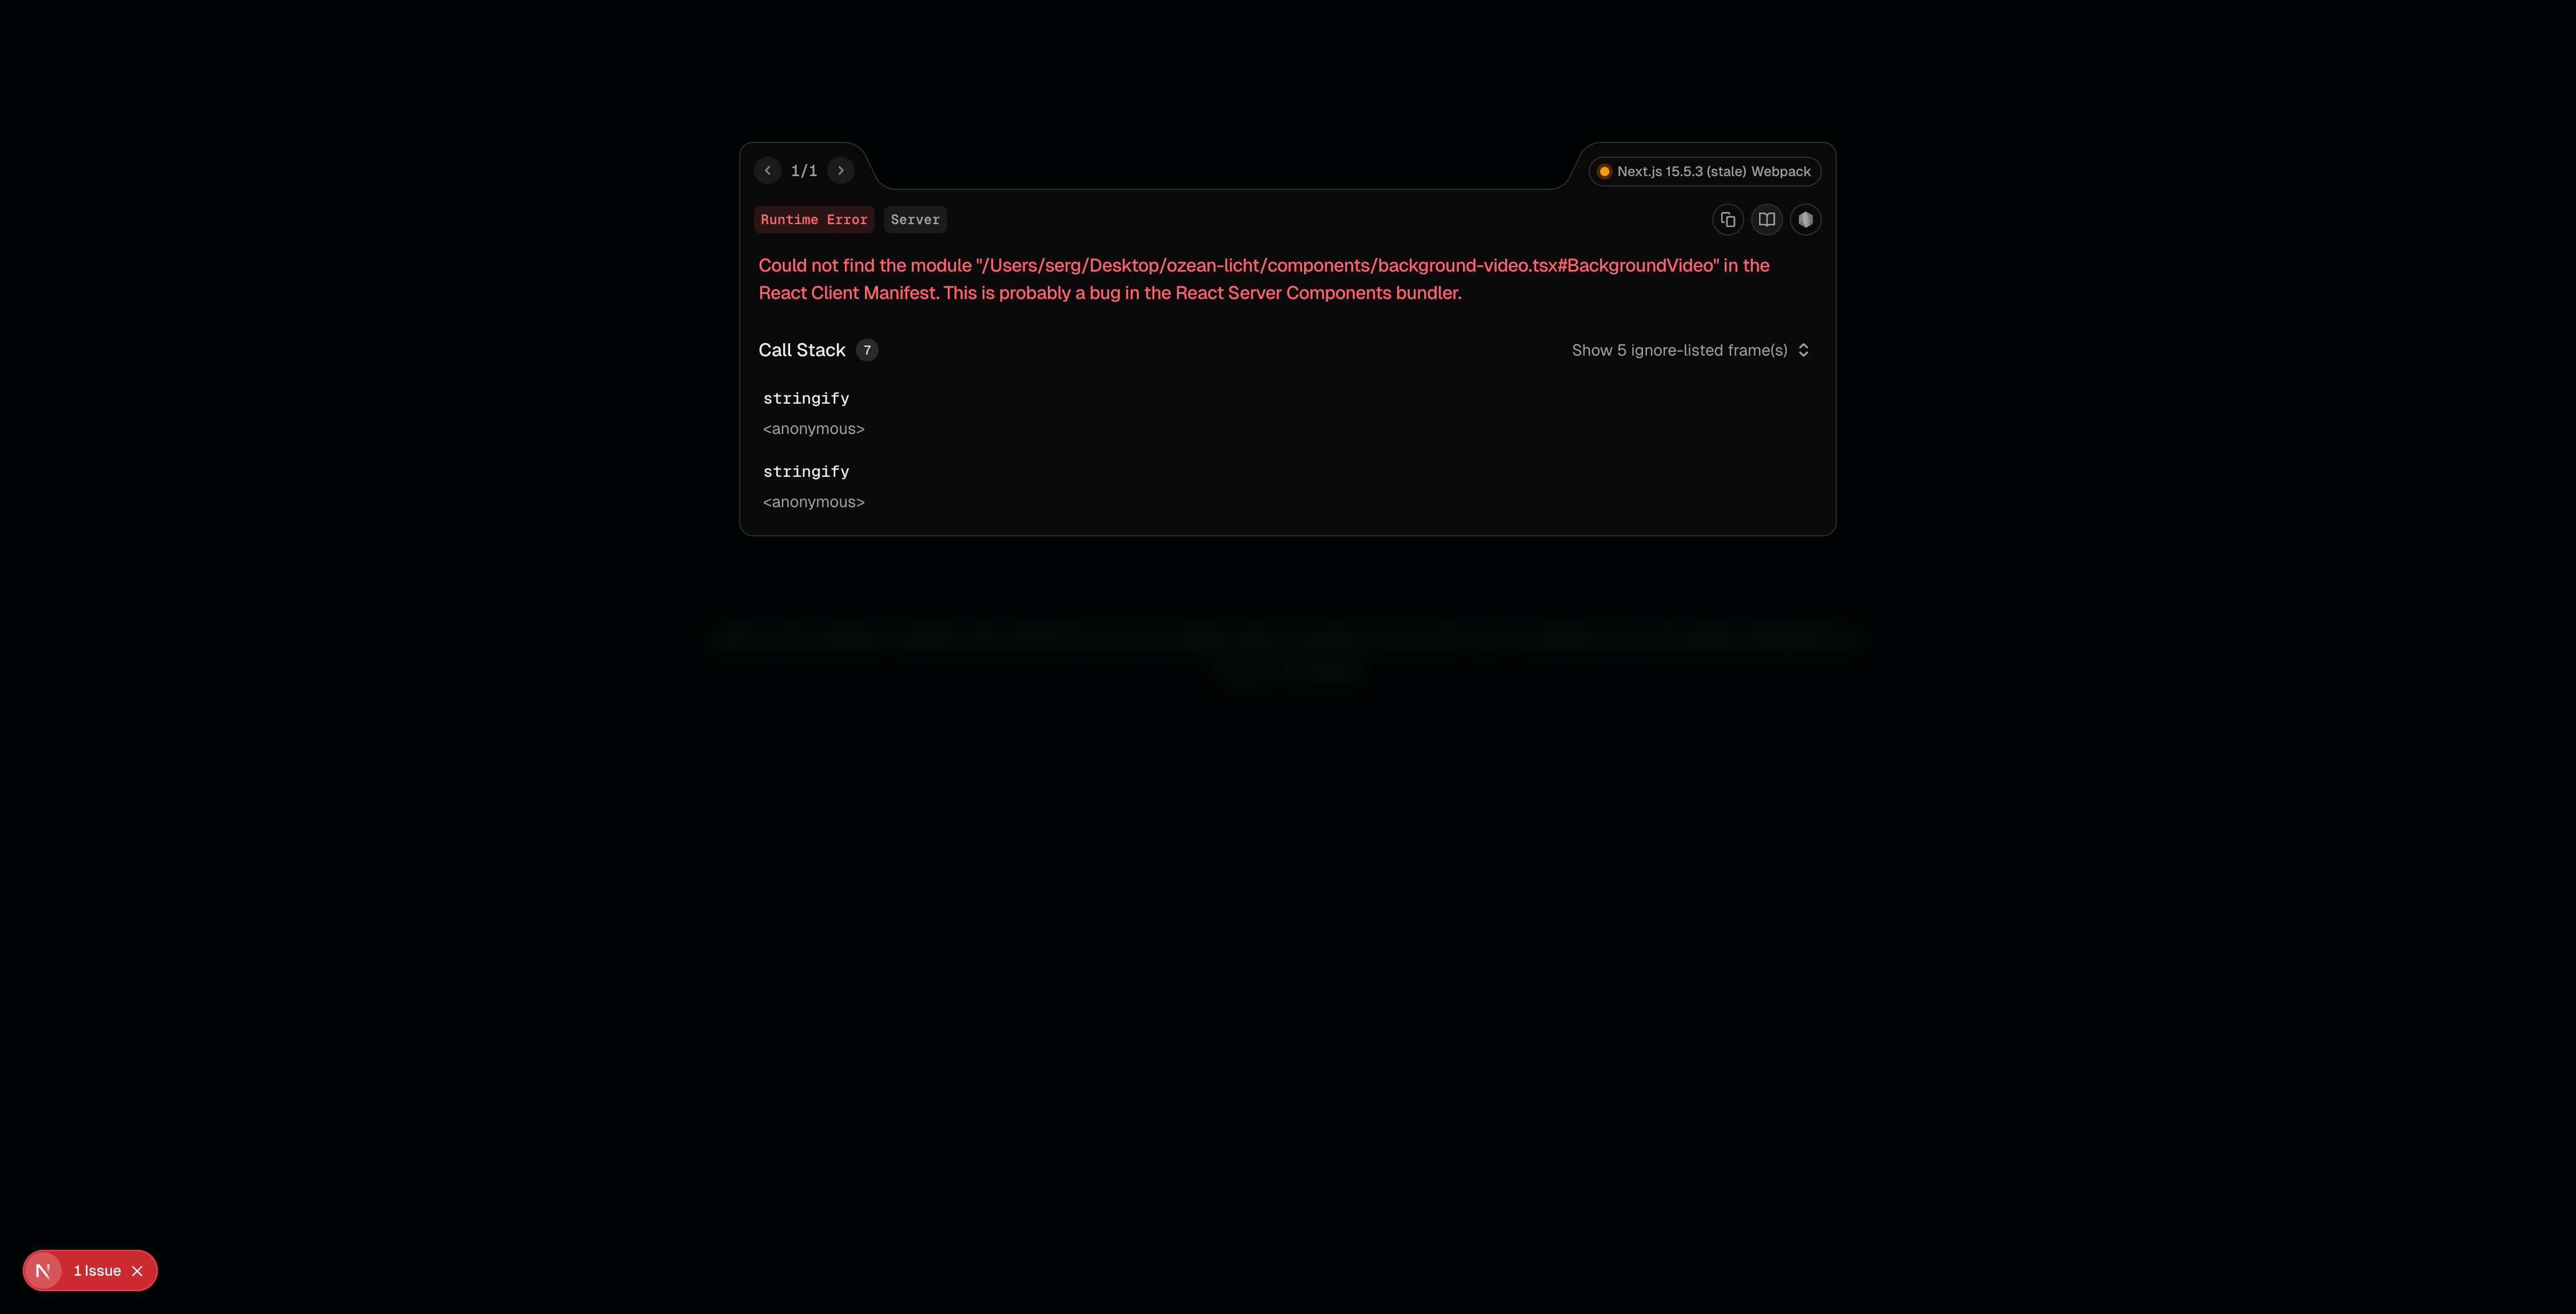 1/1
Next.js 15.5.3 (stale) Webpack
Runtime Error Server
Could not find the module "/Users/serg/Desktop/ozean-licht/components/background-video.tsx#BackgroundVideo" in the
React Client Manifest. This is probably a bug in the React Server Components bundler.
Call Stack 7
Show 5 ignore-listed frame(s)
stringify
<anonymous>
stringify
<anonymous>
N 1 Issue